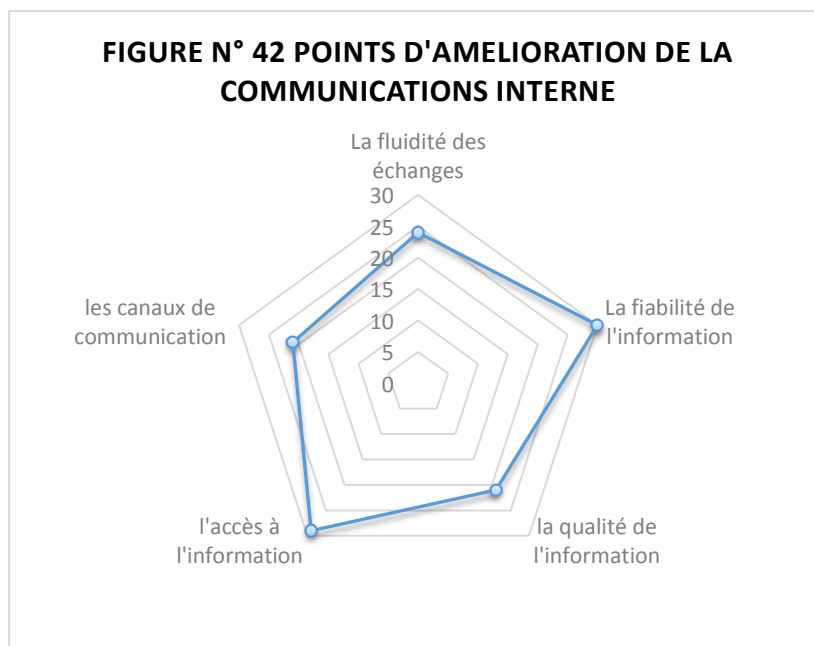 FIGURE N° 42 POINTS D'AMELIORATION DE LA
COMMUNICATIONS INTERNE
La fluidité des
échanges
30
25
20
15
10
5
0
La fiabilité de
l'information
la qualité de
l'information
l'accès à
l'information
les canaux de
communication